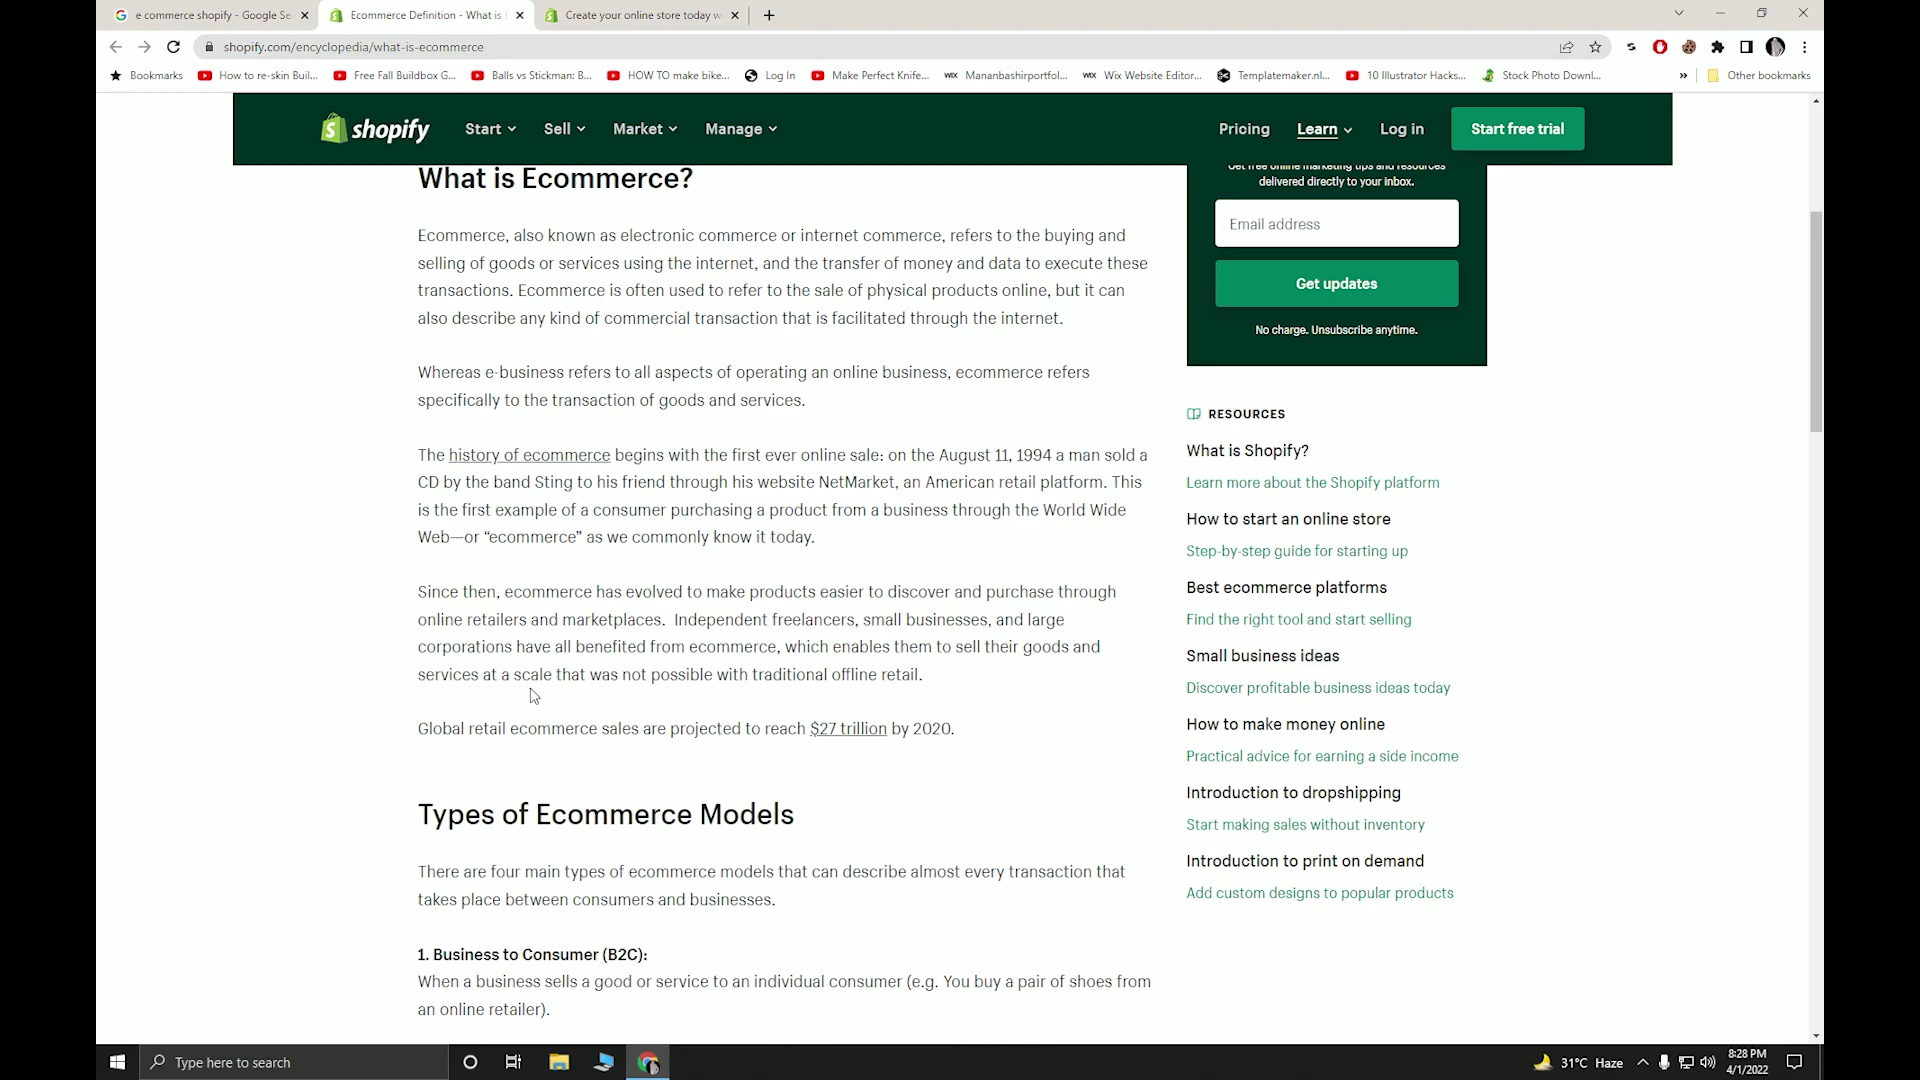 e commerce shopify - Google Se
Ecommerce Definition - What is
Create your online store today w
shopify.com/encyclopedia/what-is-ecommerce
Bookmarks
How to re-skin Buil...
Free Fall Buildbox G...
Balls vs Stickman: B...
HOW TO make bike...
Log In
Make Perfect Knife...
WIX Mananbashirportfol...
WIX Wix Website Editor...
Templatemaker.nl...
10 Illustrator Hacks...
Stock Photo Downl...
»
Other bookmarks
shopify
Start
Sell
Market
Manage
Pricing
Learn
Log in
Start free trial
What is Ecommerce?
Ecommerce, also known as electronic commerce or internet commerce, refers to the buying and
selling of goods or services using the internet, and the transfer of money and data to execute these
transactions. Ecommerce is often used to refer to the sale of physical products online, but it can
also describe any kind of commercial transaction that is facilitated through the internet.
Whereas e-business refers to all aspects of operating an online business, ecommerce refers
specifically to the transaction of goods and services.
The history of ecommerce begins with the first ever online sale: on the August 11, 1994 a man sold a
CD by the band Sting to his friend through his website NetMarket, an American retail platform. This
is the first example of a consumer purchasing a product from a business through the World Wide
Web—or “ecommerce” as we commonly know it today.
Since then, ecommerce has evolved to make products easier to discover and purchase through
online retailers and marketplaces. Independent freelancers, small businesses, and large
corporations have all benefited from ecommerce, which enables them to sell their goods and
services at a scale that was not possible with traditional offline retail.
Global retail ecommerce sales are projected to reach $27 trillion by 2020.
Types of Ecommerce Models
There are four main types of ecommerce models that can describe almost every transaction that
takes place between consumers and businesses.
1. Business to Consumer (B2C):
When a business sells a good or service to an individual consumer (e.g. You buy a pair of shoes from
an online retailer).
Get free online marketing tips and resources
delivered directly to your inbox.
Email address
Get updates
No charge. Unsubscribe anytime.
RESOURCES
What is Shopify?
Learn more about the Shopify platform
How to start an online store
Step-by-step guide for starting up
Best ecommerce platforms
Find the right tool and start selling
Small business ideas
Discover profitable business ideas today
How to make money online
Practical advice for earning a side income
Introduction to dropshipping
Start making sales without inventory
Introduction to print on demand
Add custom designs to popular products
Type here to search
31°C Haze
8:28 PM
4/1/2022